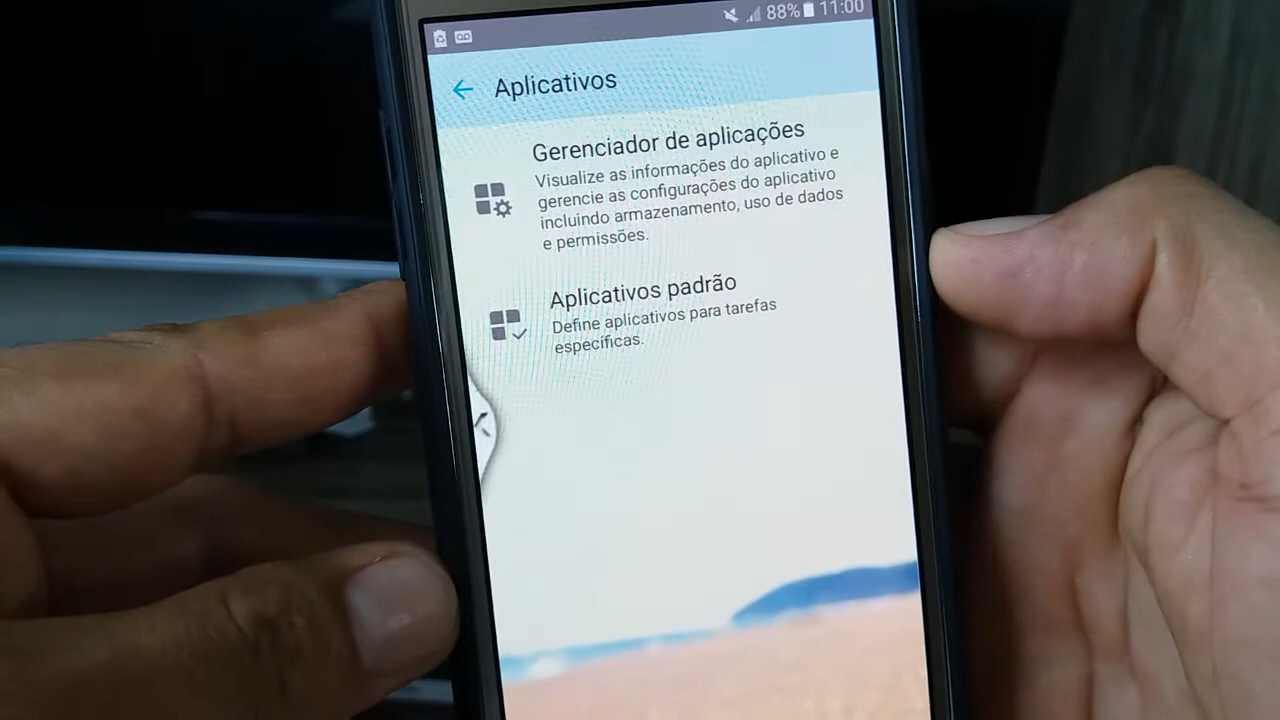 88% 11:00
Aplicativos
Gerenciador de aplicações
Visualize as informações do aplicativo e
gerencie as configurações do aplicativo
incluindo armazenamento, uso de dados
e permissões.
Aplicativos padrão
Define aplicativos para tarefas
específicas.